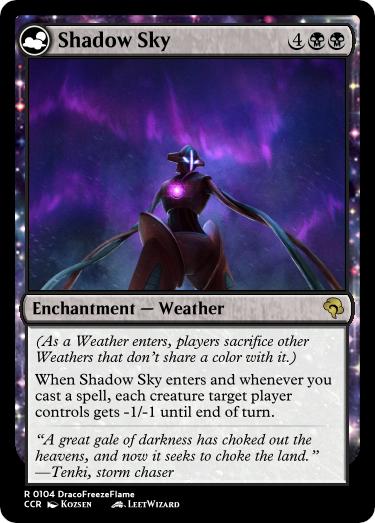 Shadow Sky 4
Enchantment — Weather
(As a Weather enters, players sacrifice other
Weathers that don't share a color with it.)
When Shadow Sky enters and whenever you
cast a spell, each creature target player
controls gets -1/-1 until end of turn.
“A great gale of darkness has choked out the
heavens, and now it seeks to choke the land.”
—Tenki, storm chaser
R 0104 DracoFreezeFlame
CCR Kozsen LeetWizard